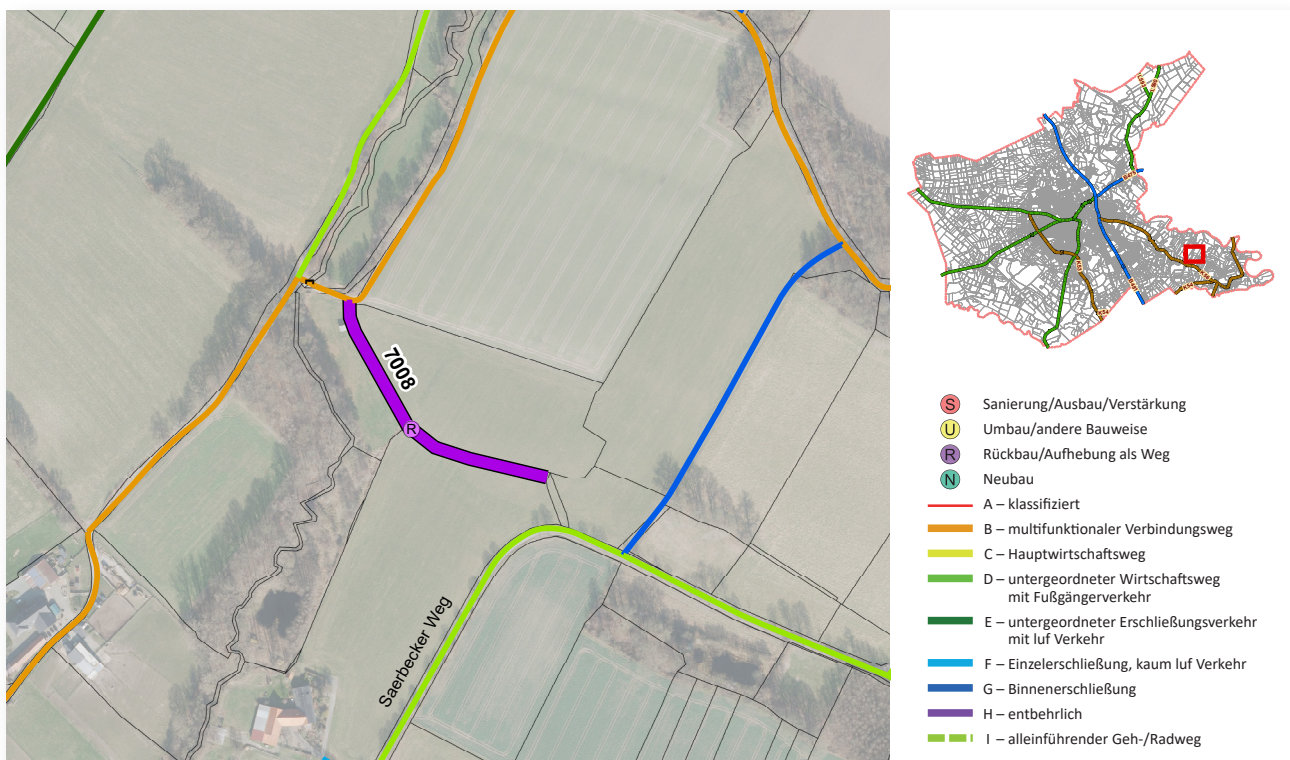 7008
R
Saerbecker Weg
S Sanierung/Ausbau/Verstärkung
U Umbau/andere Bauweise
R Rückbau/Aufhebung als Weg
N Neubau
A – klassifiziert
B – multifunktionaler Verbindungsweg
C – Hauptwirtschaftsweg
D – untergeordneter Wirtschaftsweg
mit Fußgängerverkehr
E – untergeordneter Erschließungsverkehr
mit luf Verkehr
F – Einzelerschließung, kaum luf Verkehr
G – Binnenerschließung
H – entbehrlich
I – alleinführender Geh-/Radweg